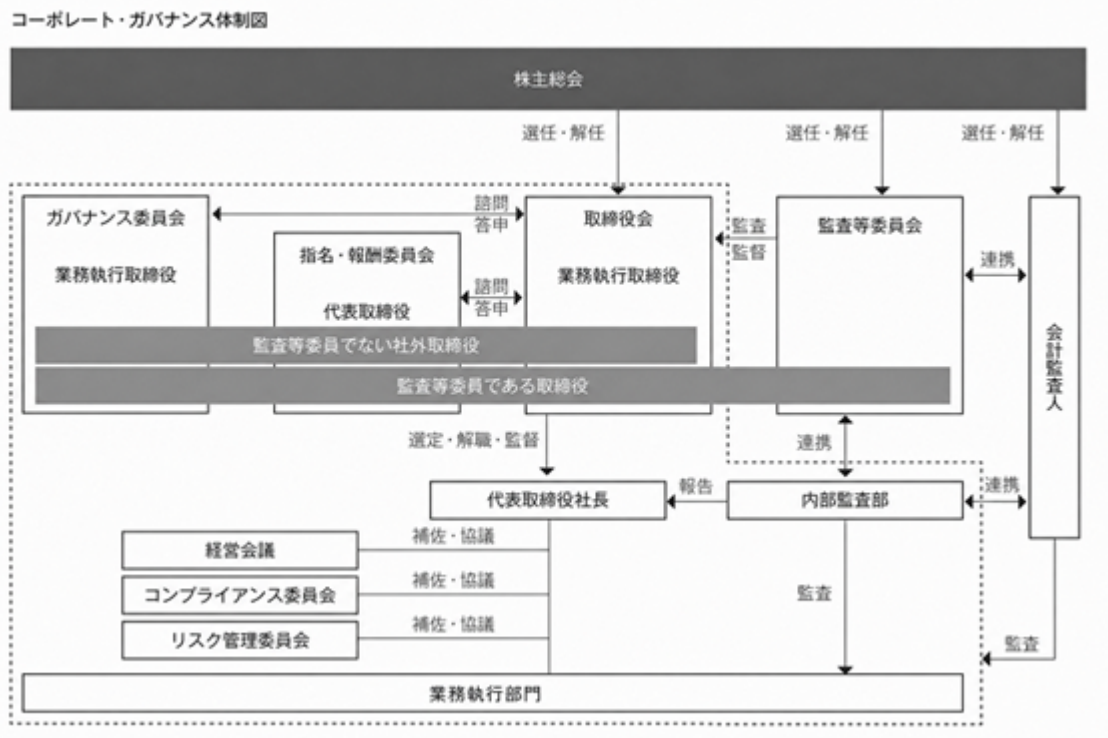 コーポレート・ガバナンス体制図
株主総会
選任・解任
選任・解任
選任・解任
ガバナンス委員会
業務執行取締役
諮問
答申
指名・報酬委員会
代表取締役
諮問
答申
取締役会
業務執行取締役
監査
監督
監査等委員会
連携
会計監査人
監査等委員でない社外取締役
監査等委員である取締役
選定・解職・監督
連携
代表取締役社長
報告
内部監査部
連携
経営会議
補佐・協議
コンプライアンス委員会
補佐・協議
リスク管理委員会
補佐・協議
監査
監査
業務執行部門